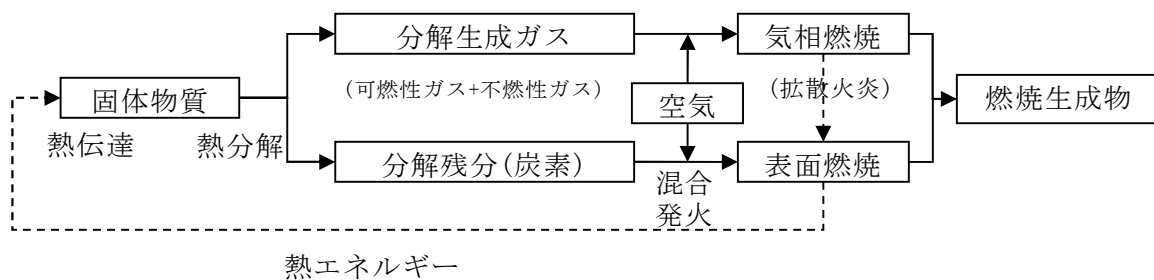 分解生成ガス
気相燃焼
(可燃性ガス+不燃性ガス)
(拡散火炎)
固体物質
空気
燃焼生成物
熱伝達
熱分解
分解残分(炭素)
表面燃焼
混合
発火
熱エネルギー